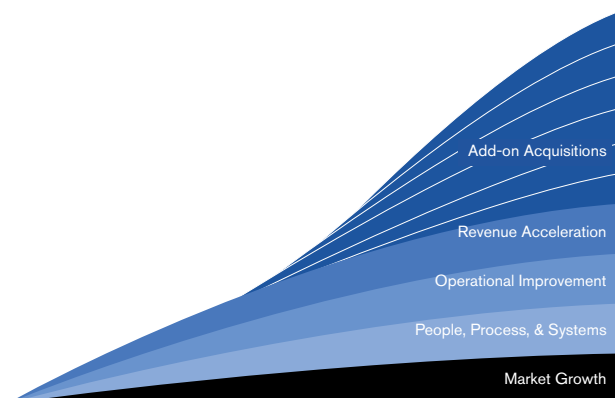 Add-on Acquisitions
Revenue Acceleration
Operational Improvement
People, Process, & Systems
Market Growth